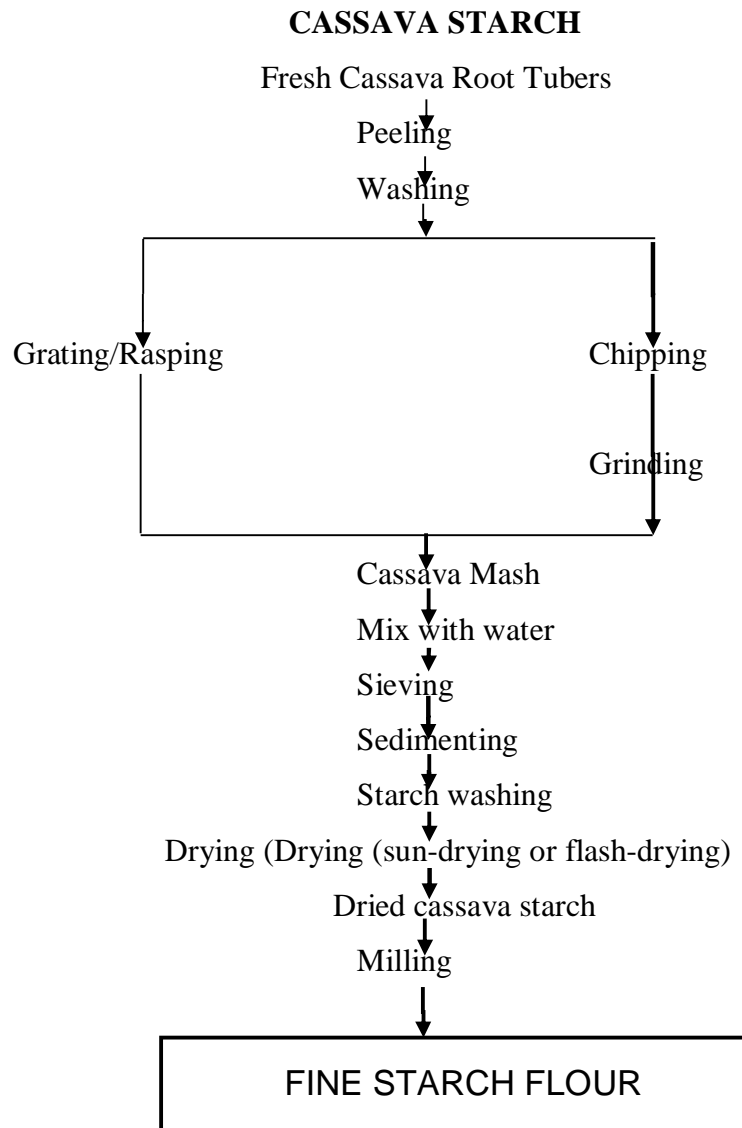 CASSAVA STARCH
Fresh Cassava Root Tubers
Peeling
Washing
Grating/Rasping
Chipping
Grinding
Cassava Mash
Mix with water
Sieving
Sedimenting
Starch washing
Drying (Drying (sun-drying or flash-drying)
Dried cassava starch
Milling
FINE STARCH FLOUR